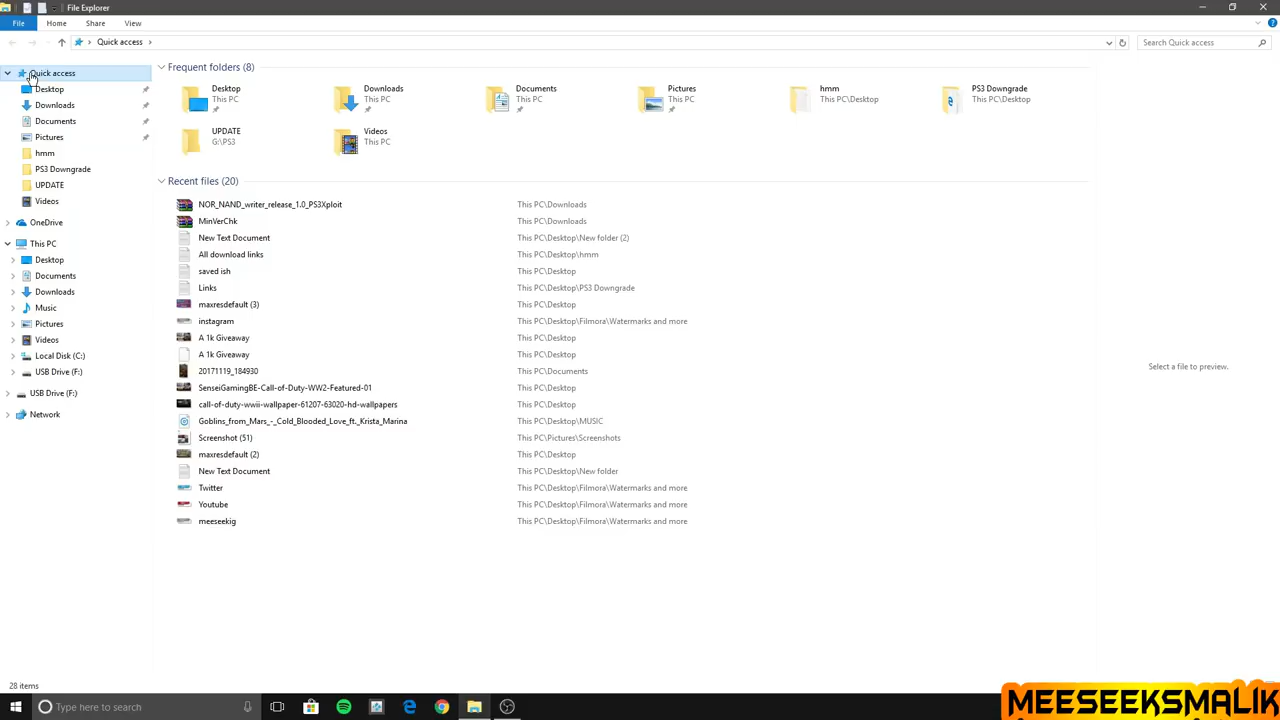 File Explorer
File Home Share View
Quick access
Search Quick access
Quick access
Desktop
Downloads
Documents
Pictures
hmm
PS3 Downgrade
UPDATE
Videos
OneDrive
This PC
Desktop
Documents
Downloads
Music
Pictures
Videos
Local Disk (C:)
USB Drive (F:)
USB Drive (F:)
Network
Frequent folders (8)
Desktop
This PC
Downloads
This PC
Documents
This PC
Pictures
This PC
hmm
This PC\Desktop
PS3 Downgrade
This PC\Desktop
UPDATE
G:\PS3
Videos
This PC
Recent files (20)
NOR_NAND_writer_release_1.0_PS3Xploit This PC\Downloads
MinVerChk This PC\Downloads
New Text Document This PC\Desktop\New folder (2)
All download links This PC\Desktop\hmm
saved ish This PC\Desktop
Links This PC\Desktop\PS3 Downgrade
maxresdefault (3) This PC\Desktop
instagram This PC\Desktop\Filmora\Watermarks and more
A 1k Giveaway This PC\Desktop
A 1k Giveaway This PC\Desktop
20171119_184930 This PC\Documents
SenseiGamingBE-Call-of-Duty-WW2-Featured-01 This PC\Desktop
call-of-duty-wwii-wallpaper-61207-63020-hd-wallpapers This PC\Desktop
Goblins_from_Mars_-_Cold_Blooded_Love_ft._Krista_Marina This PC\Desktop\MUSIC
Screenshot (51) This PC\Pictures\Screenshots
maxresdefault (2) This PC\Desktop
New Text Document This PC\Desktop\New folder
Twitter This PC\Desktop\Filmora\Watermarks and more
Youtube This PC\Desktop\Filmora\Watermarks and more
meeseekig This PC\Desktop\Filmora\Watermarks and more
Select a file to preview.
28 items
Type here to search
MEESEEKSMALIK